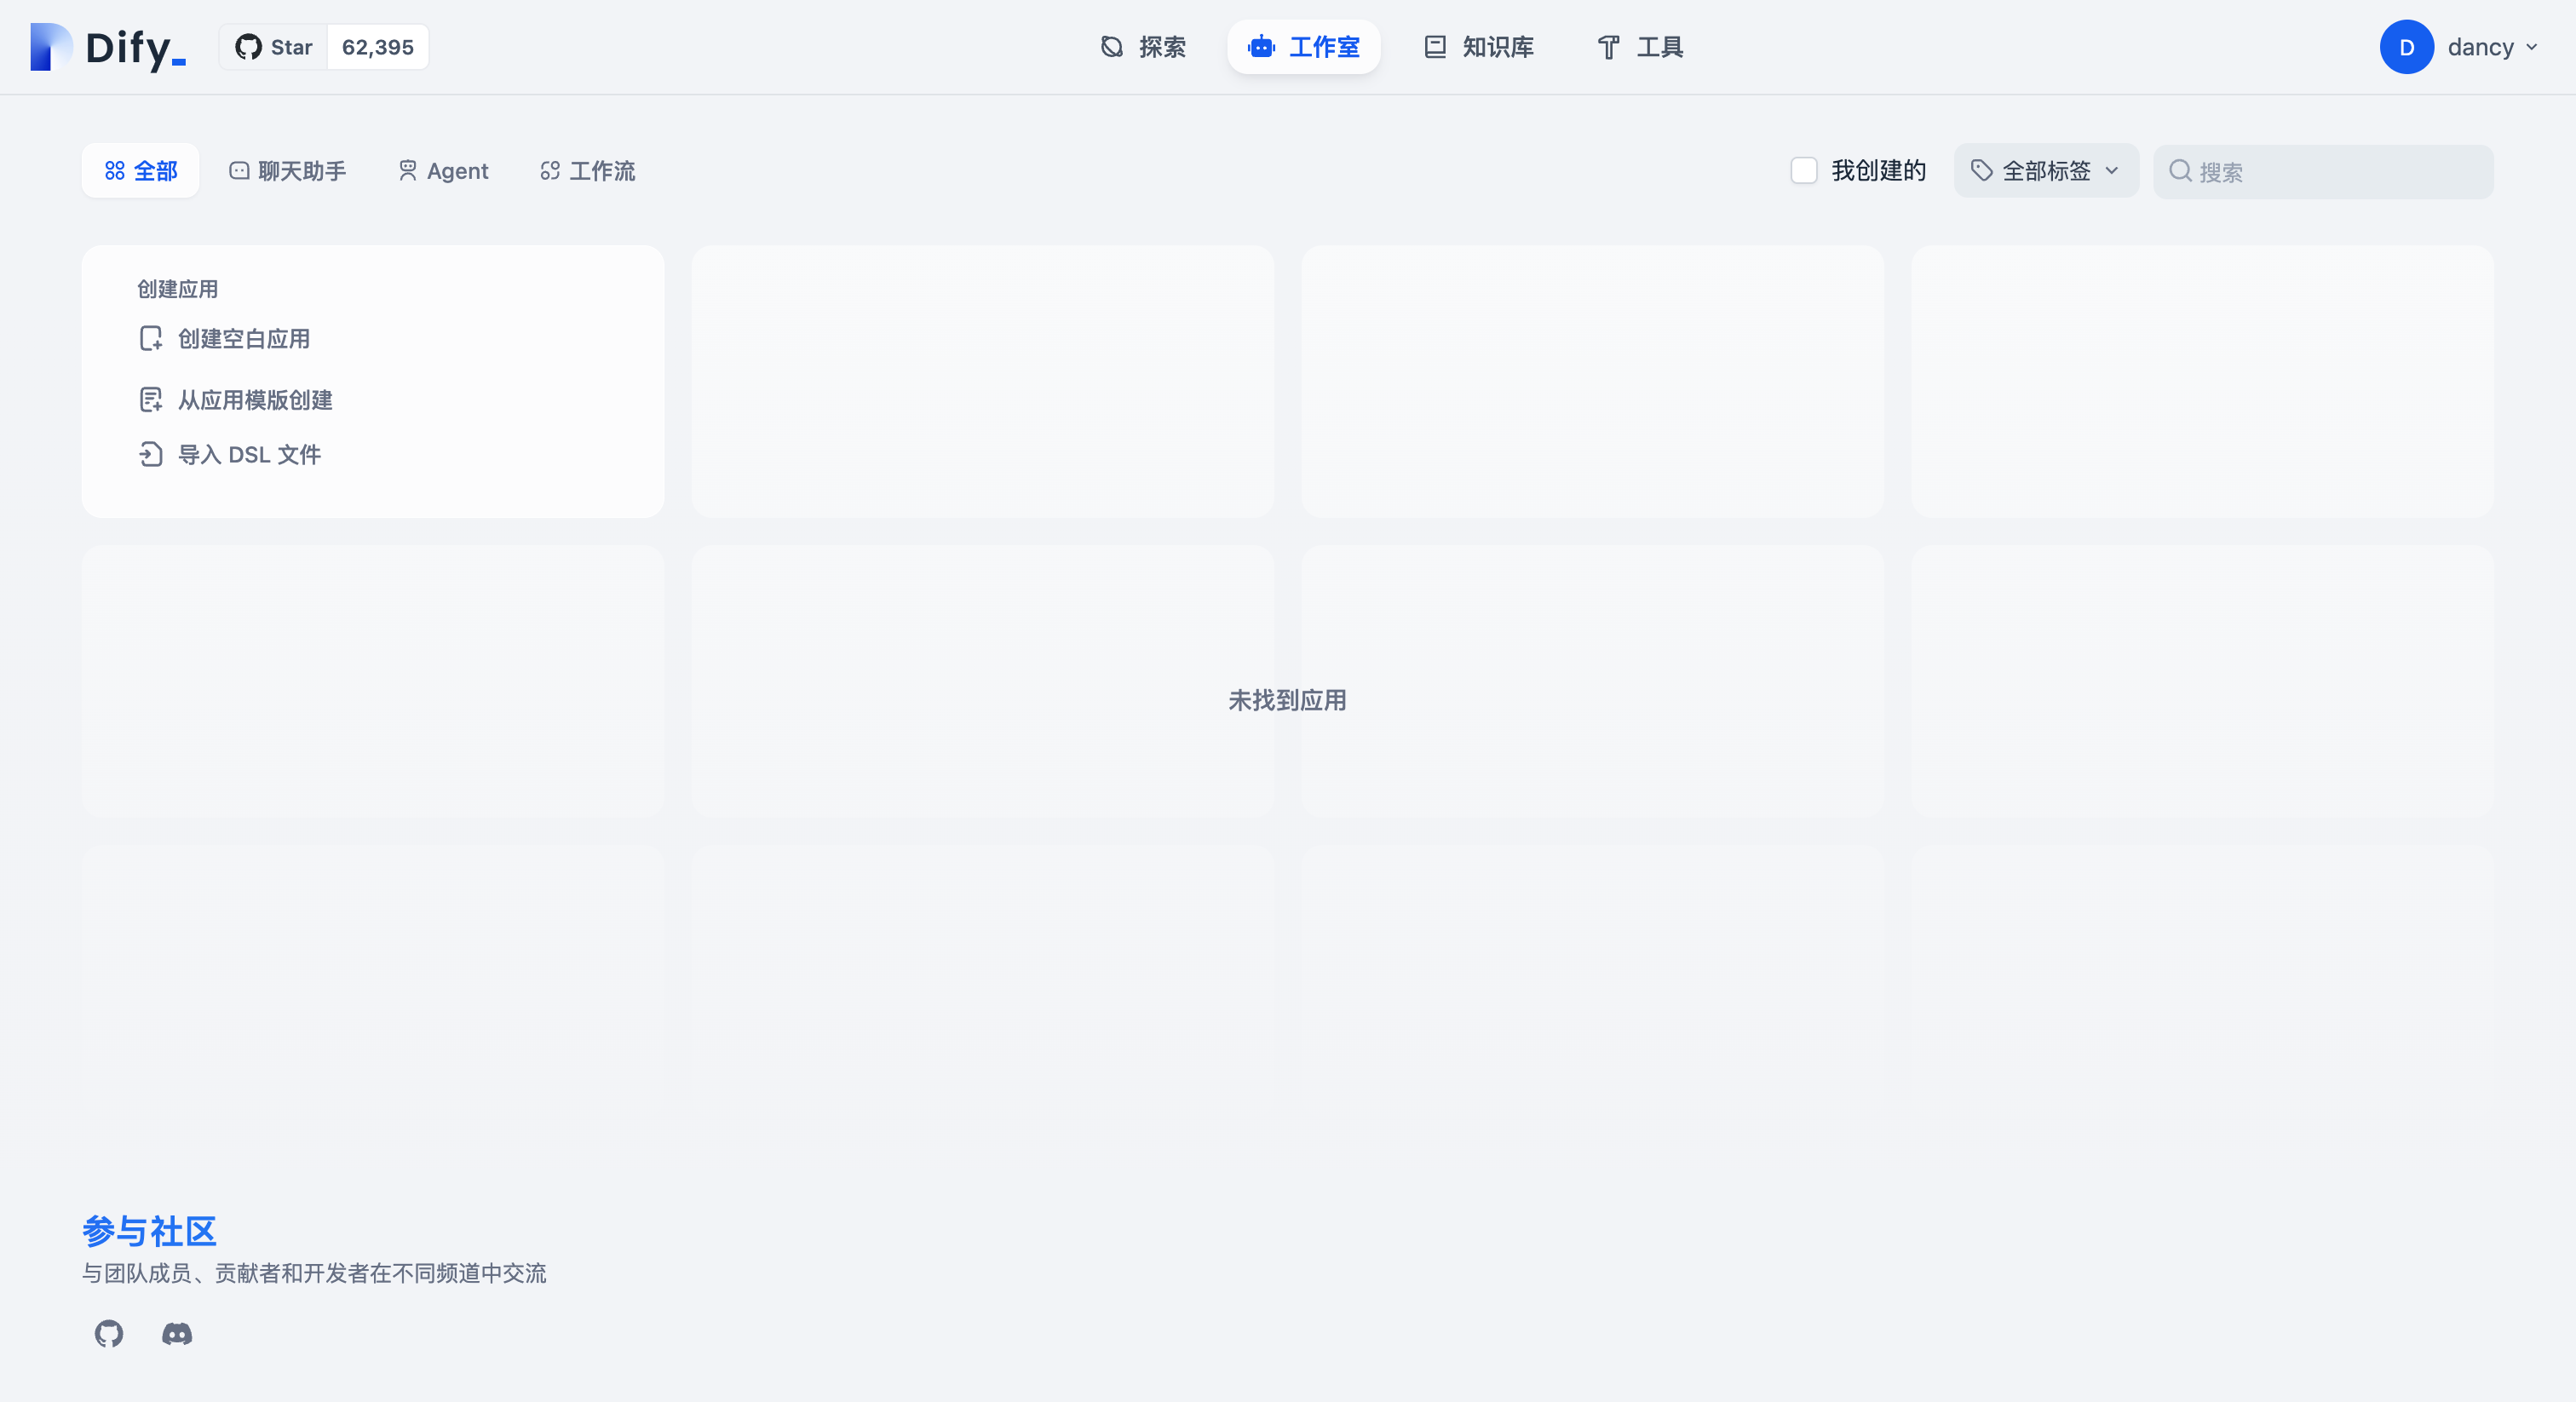 Dify_
Star 62,395
探索 工作室 知识库 工具
D dancy
全部 聊天助手 Agent 工作流
我创建的 全部标签 搜索
创建应用
创建空白应用
从应用模版创建
导入 DSL 文件
未找到应用
参与社区
与团队成员、贡献者和开发者在不同频道中交流